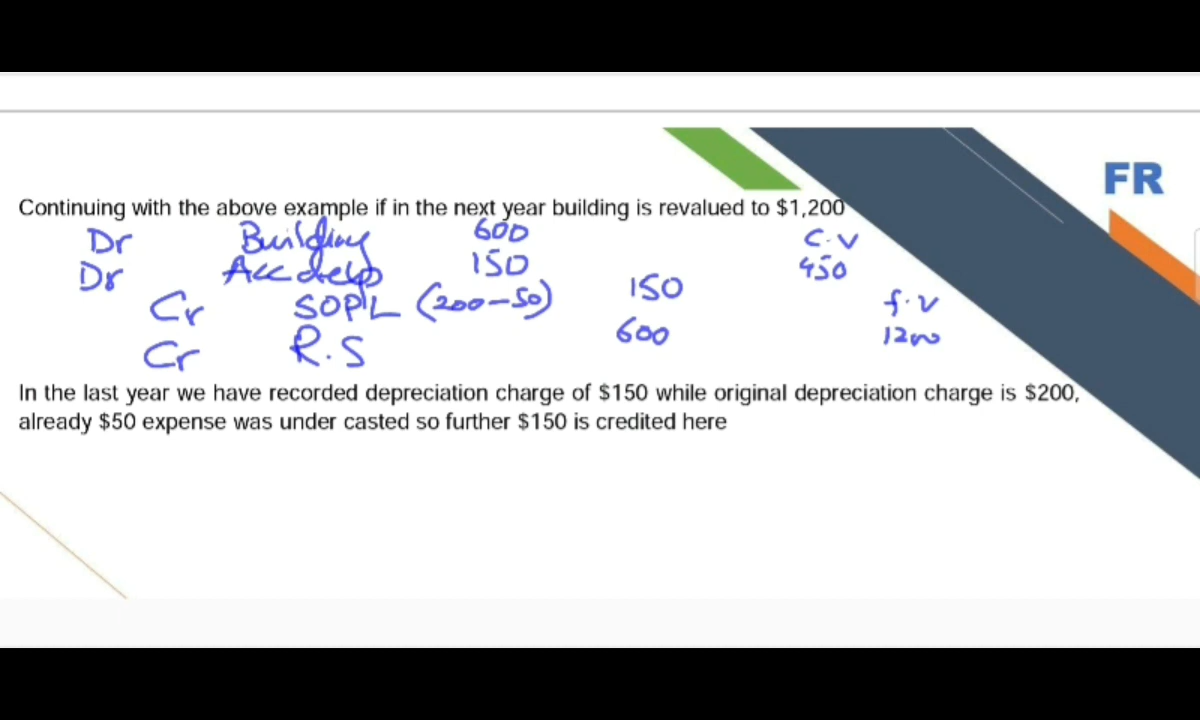 FR
Continuing with the above example if in the next year building is revalued to $1,200
Dr Building 600 C.V
Dr Acc dep 150 450
Cr SOPL (200-50) 150 f.v
Cr R.S 600 1200
In the last year we have recorded depreciation charge of $150 while original depreciation charge is $200,
already $50 expense was under casted so further $150 is credited here